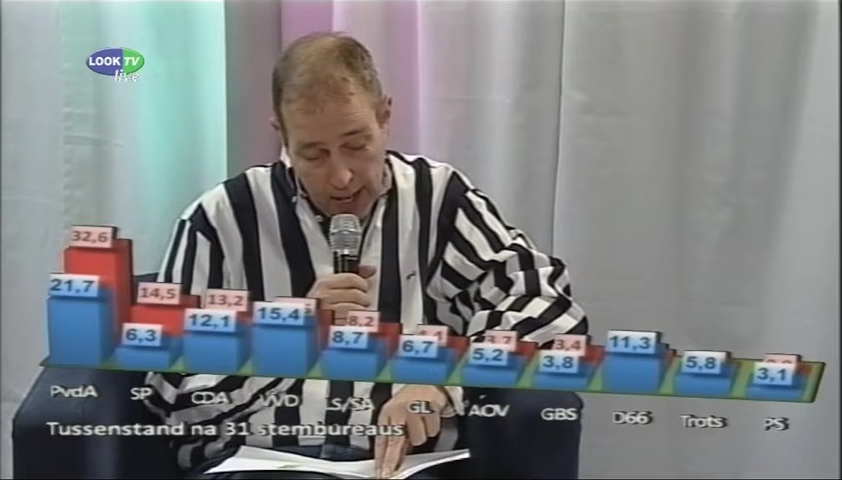 LOOK TV
live
32,6
21,7 14,5 13,2
6,3 12,1 15,4 8,2
8,7 6,7 3,7 3,4 11,3
5,2 3,8 5,8 3,1
PvdA SP CDA VVD LS/SA GL AOV GBS D66 Trots PS
Tussenstand na 31 stembureaus